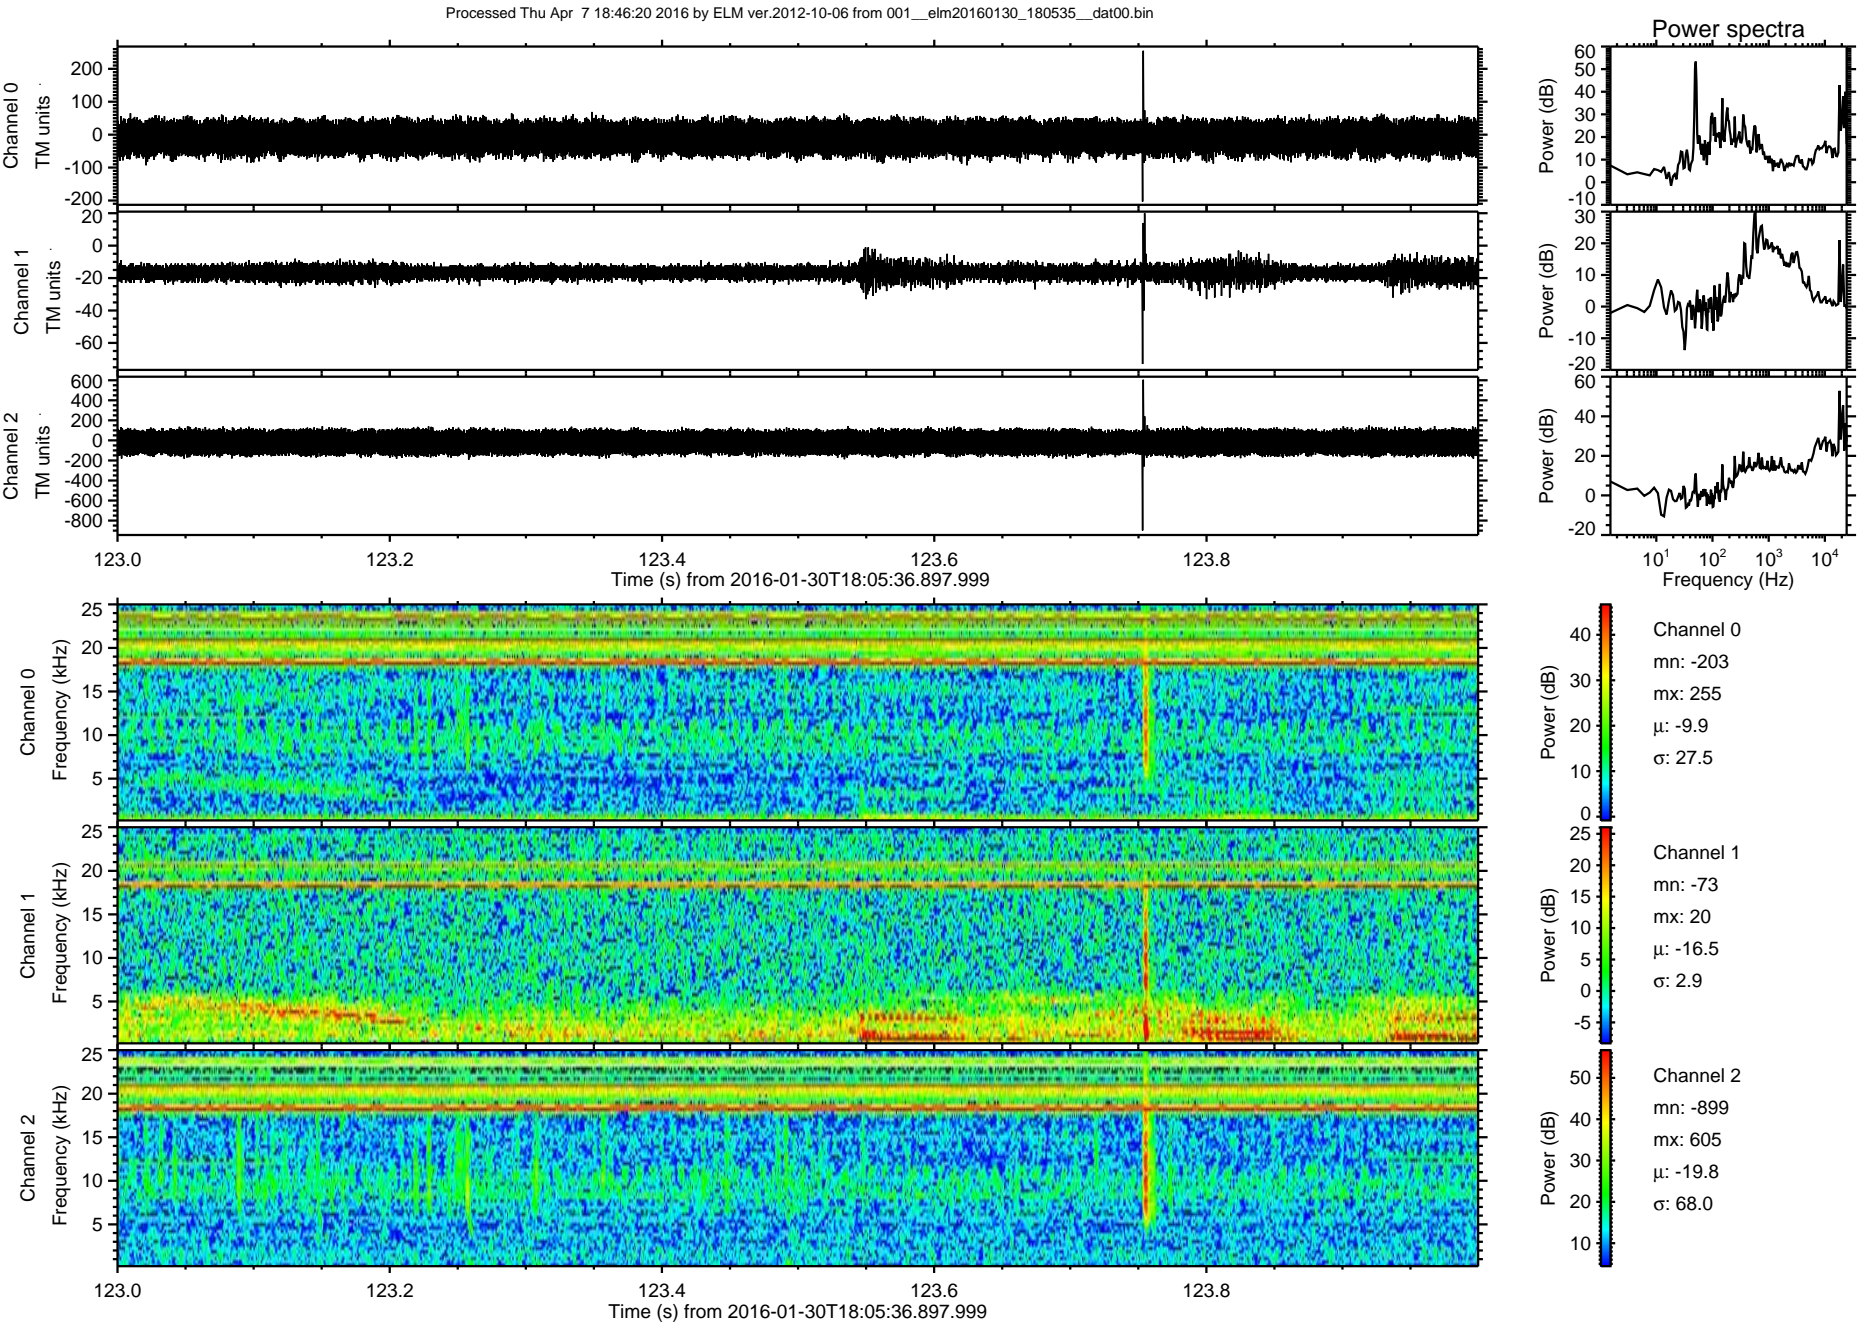 Processed Thu Apr  7 18:46:20 2016 by ELM ver.2012-10-06 from 001__elm20160130_180535__dat00.bin
Power spectra
Channel 0
TM units
200
100
0
-100
-200
Power (dB)
60
50
40
30
20
10
0
-10
Channel 1
TM units
20
0
-20
-40
-60
Power (dB)
30
20
10
0
-10
-20
Channel 2
TM units
600
400
200
0
-200
-400
-600
-800
Power (dB)
60
40
20
0
-20
123.0 123.2 123.4 123.6 123.8
Time (s) from 2016-01-30T18:05:36.897.999
10¹ 10² 10³ 10⁴
Frequency (Hz)
Channel 0
Frequency (kHz)
25
20
15
10
5
Power (dB)
40
30
20
10
0
Channel 0
mn: -203
mx: 255
µ: -9.9
σ: 27.5
Channel 1
Frequency (kHz)
25
20
15
10
5
Power (dB)
25
20
15
10
5
0
-5
Channel 1
mn: -73
mx: 20
µ: -16.5
σ: 2.9
Channel 2
Frequency (kHz)
25
20
15
10
5
Power (dB)
50
40
30
20
10
Channel 2
mn: -899
mx: 605
µ: -19.8
σ: 68.0
123.0 123.2 123.4 123.6 123.8
Time (s) from 2016-01-30T18:05:36.897.999